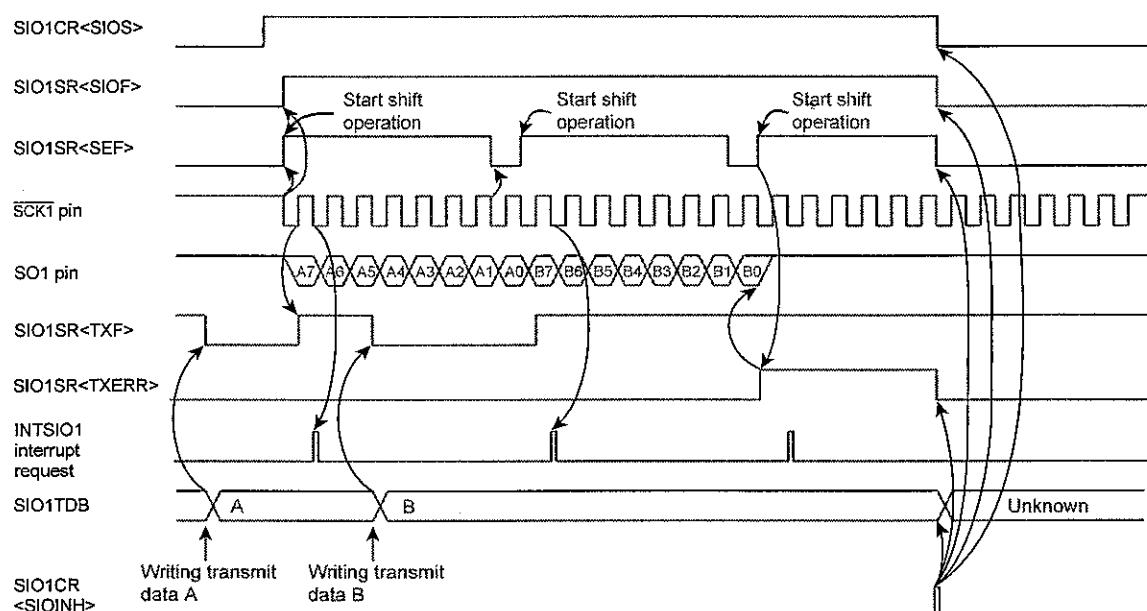 SIO1CR<SIOS>
SIO1SR<SIOF>
Start shift operation
Start shift operation
Start shift operation
SIO1SR<SEF>
SCK1 pin
SO1 pin
A7 A6 A5 A4 A3 A2 A1 A0 B7 B6 B5 B4 B3 B2 B1 B0
SIO1SR<TXF>
SIO1SR<TXERR>
INTSIO1
interrupt
request
SIO1TDB
A
B
Unknown
Writing transmit
data A
Writing transmit
data B
SIO1CR
<SIOINH>